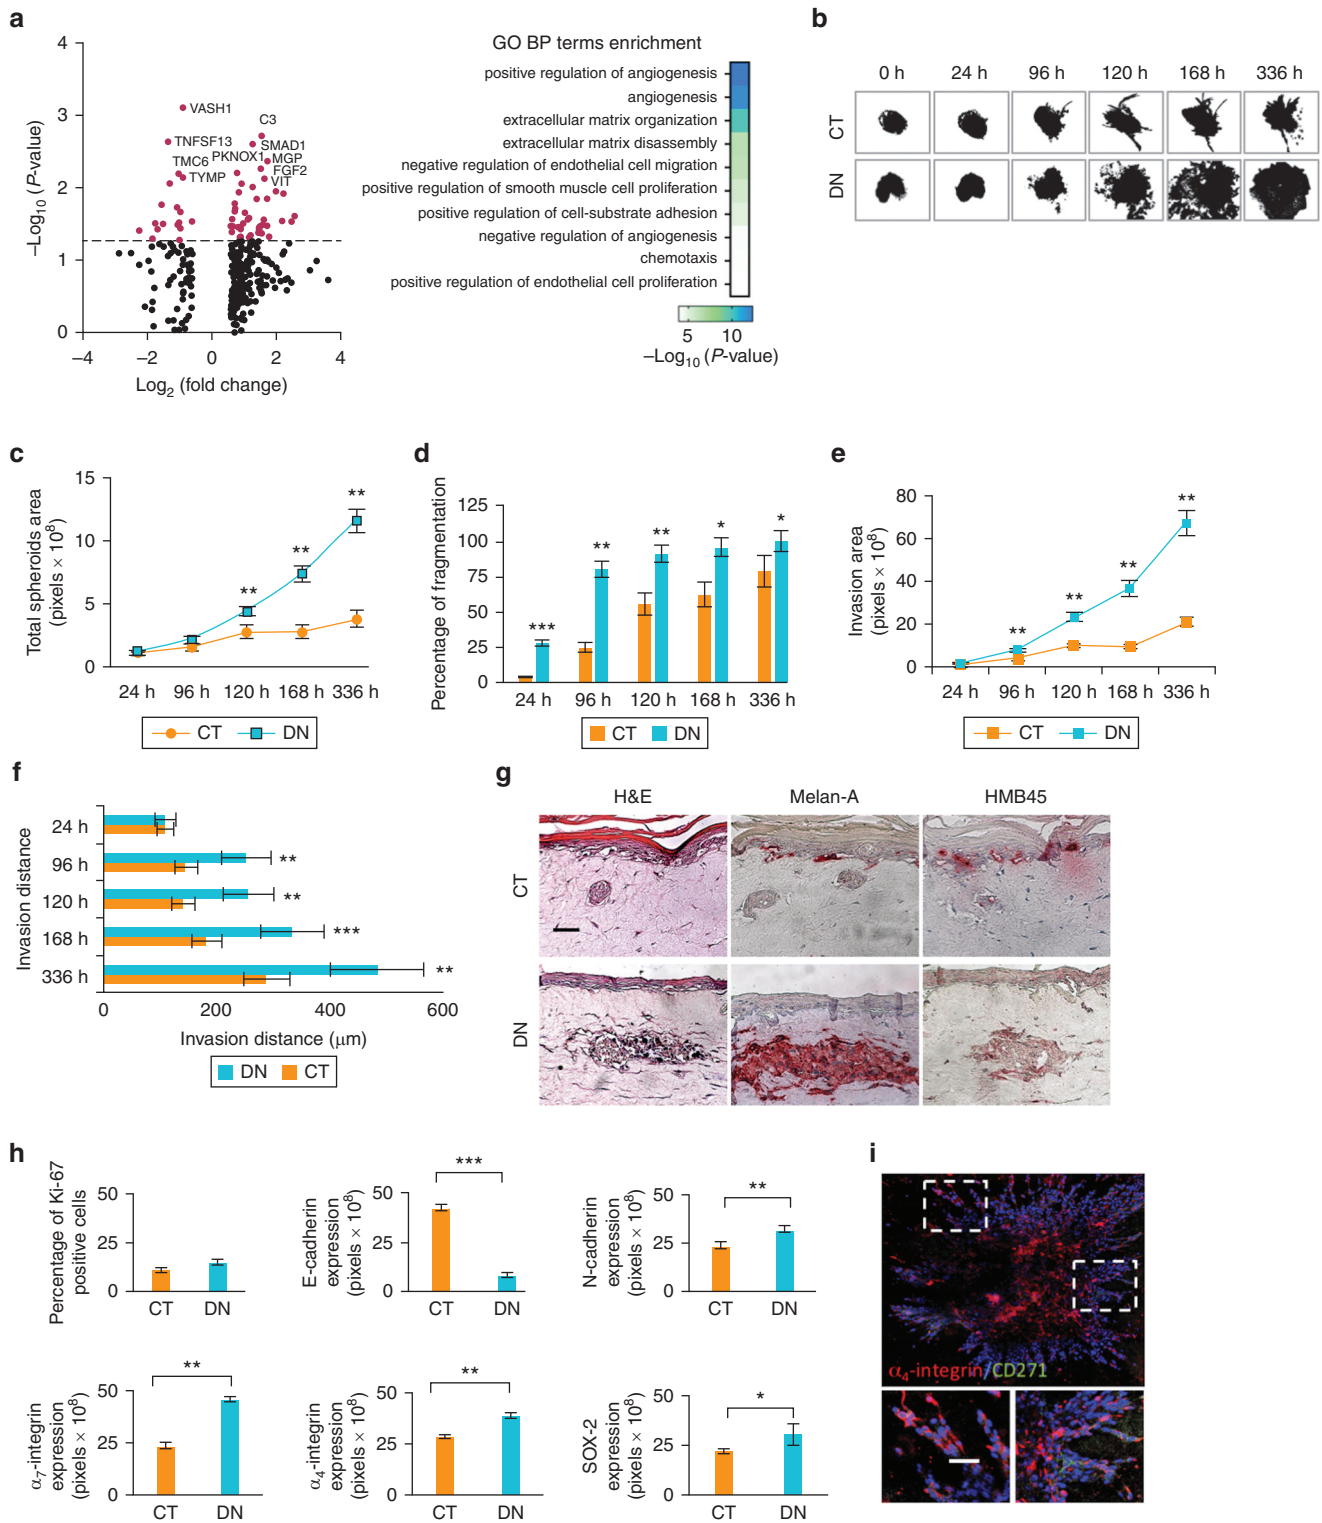 a
4
3
2
1
0
–4
–2
0
2
4
–Log10 (P-value)
Log2 (fold change)
VASH1
C3
TNFSF13
SMAD1
TMC6
PKNOX1
MGP
FGF2
TYMP
VIT
GO BP terms enrichment
positive regulation of angiogenesis
angiogenesis
extracellular matrix organization
extracellular matrix disassembly
negative regulation of endothelial cell migration
positive regulation of smooth muscle cell proliferation
positive regulation of cell-substrate adhesion
negative regulation of angiogenesis
chemotaxis
positive regulation of endothelial cell proliferation
5 10
–Log10 (P-value)
b
0 h 24 h 96 h 120 h 168 h 336 h
CT
DN
c
Total spheroids area
(pixels × 10⁸)
15
10
5
0
** ** **
24 h 96 h 120 h 168 h 336 h
CT DN
d
Percentage of fragmentation
125
100
75
50
25
0
*** ** ** * *
24 h 96 h 120 h 168 h 336 h
CT DN
e
Invasion area
(pixels × 10⁸)
80
60
40
20
0
** ** ** **
24 h 96 h 120 h 168 h 336 h
CT DN
f
Invasion distance
24 h
96 h **
120 h **
168 h ***
336 h **
0 200 400 600
Invasion distance (μm)
DN CT
g
H&E Melan-A HMB45
CT
DN
h
Percentage of Ki-67
positive cells
50
25
0
CT DN
E-cadherin
expression
(pixels × 10⁸)
50
25
0
***
CT DN
N-cadherin
expression
(pixels × 10⁸)
50
25
0
**
CT DN
α7-integrin
expression
(pixels × 10⁸)
50
25
0
**
CT DN
α4-integrin
expression
(pixels × 10⁸)
50
25
0
**
CT DN
SOX-2
expression
(pixels × 10⁸)
50
25
0
*
CT DN
i
α4-integrin/CD271